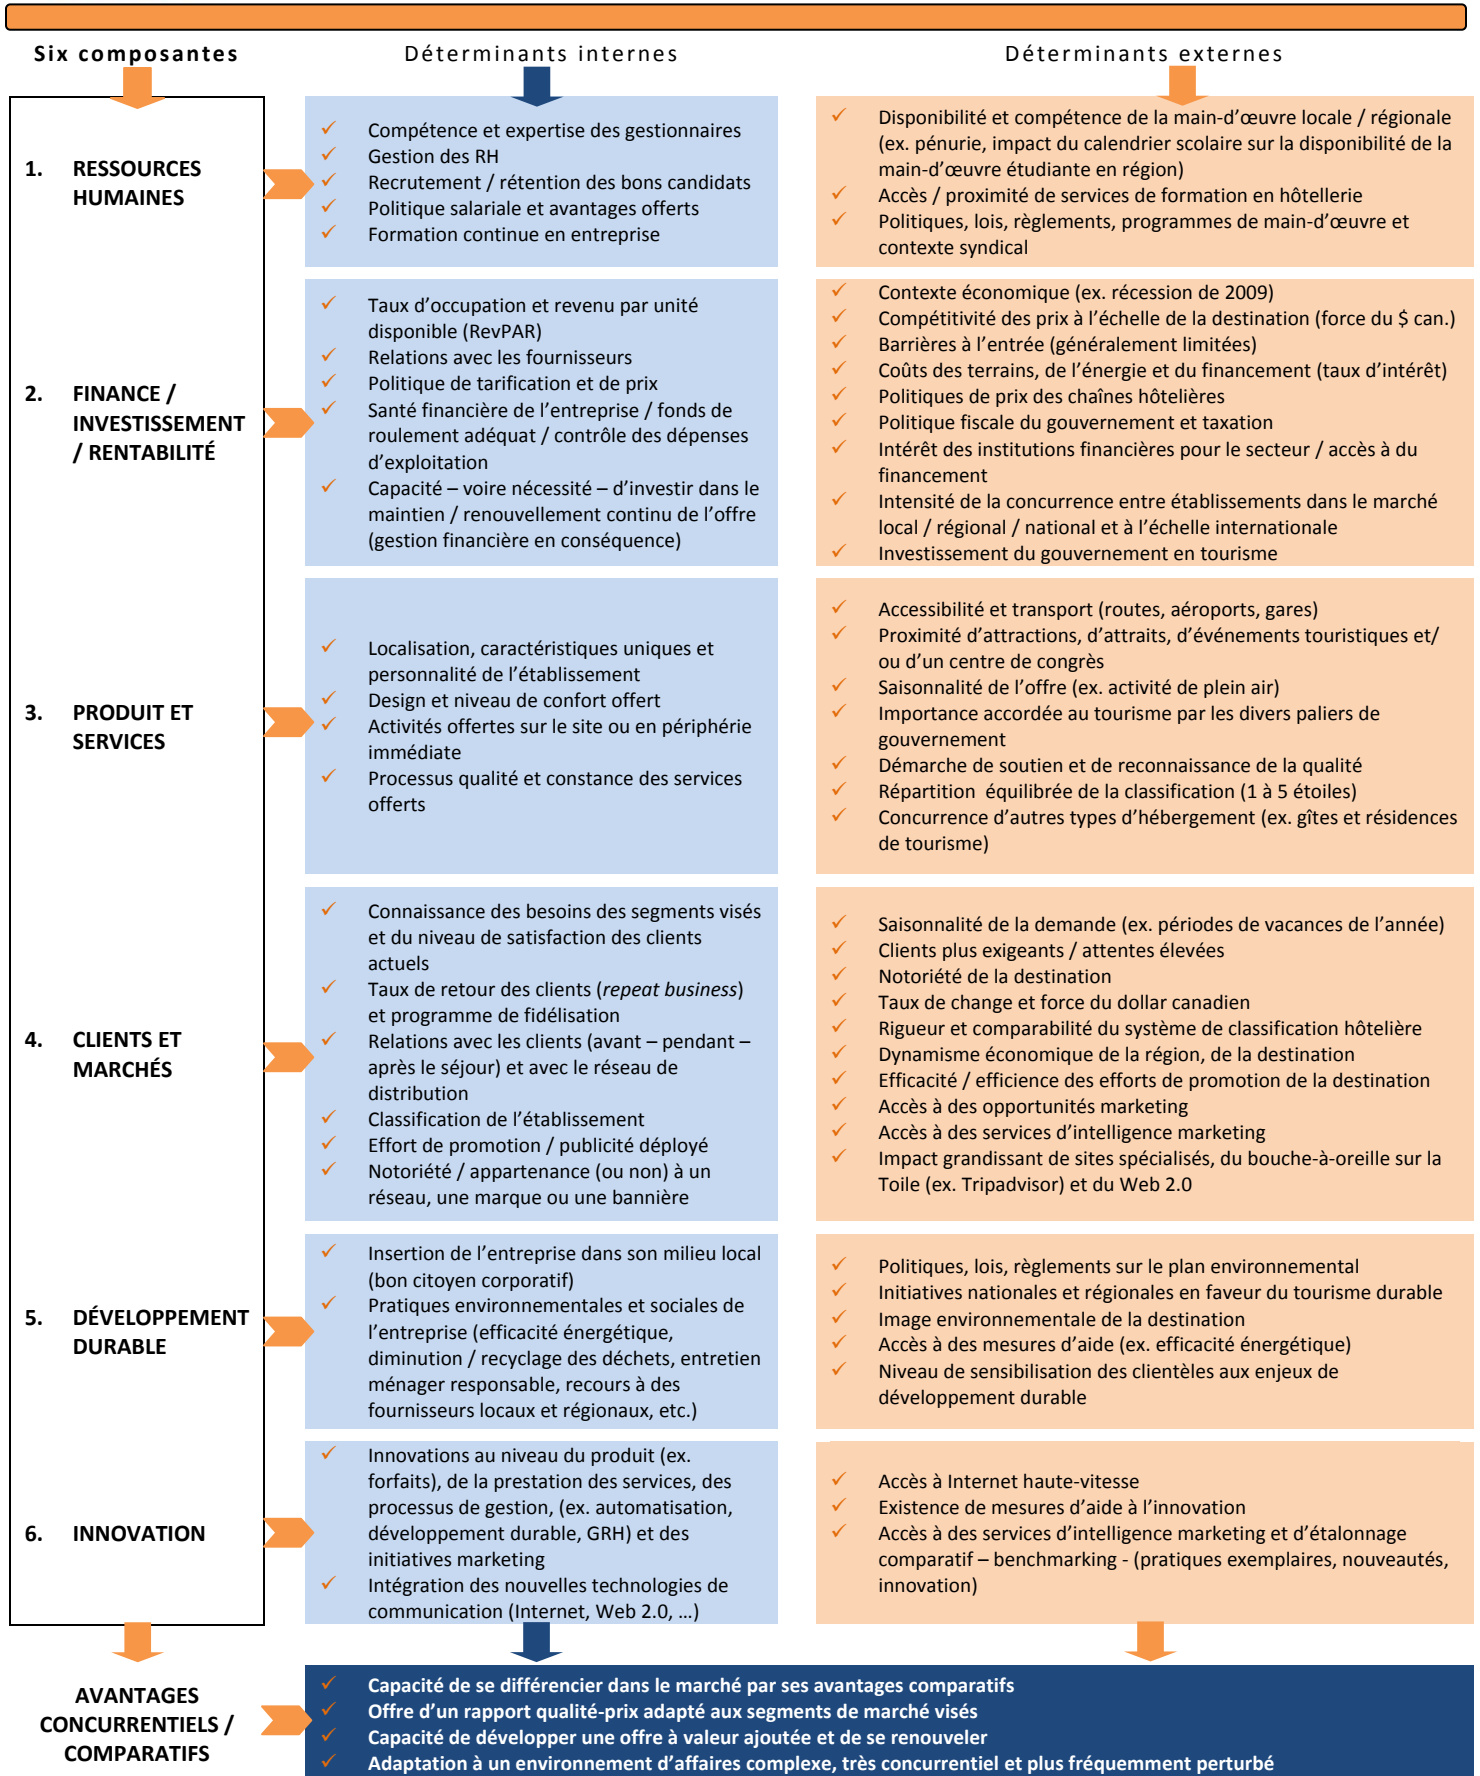 Six composantes
Déterminants internes
Déterminants externes
1. RESSOURCES
HUMAINES
✓ Compétence et expertise des gestionnaires
✓ Gestion des RH
✓ Recrutement / rétention des bons candidats
✓ Politique salariale et avantages offerts
✓ Formation continue en entreprise
✓ Disponibilité et compétence de la main-d’œuvre locale / régionale
(ex. pénurie, impact du calendrier scolaire sur la disponibilité de la
main-d’œuvre étudiante en région)
✓ Accès / proximité de services de formation en hôtellerie
✓ Politiques, lois, règlements, programmes de main-d’œuvre et
contexte syndical
2. FINANCE /
INVESTISSEMENT
/ RENTABILITÉ
✓ Taux d’occupation et revenu par unité
disponible (RevPAR)
✓ Relations avec les fournisseurs
✓ Politique de tarification et de prix
✓ Santé financière de l’entreprise / fonds de
roulement adéquat / contrôle des dépenses
d’exploitation
✓ Capacité – voire nécessité – d’investir dans le
maintien / renouvellement continu de l’offre
(gestion financière en conséquence)
✓ Contexte économique (ex. récession de 2009)
✓ Compétitivité des prix à l’échelle de la destination (force du $ can.)
✓ Barrières à l’entrée (généralement limitées)
✓ Coûts des terrains, de l’énergie et du financement (taux d’intérêt)
✓ Politiques de prix des chaînes hôtelières
✓ Politique fiscale du gouvernement et taxation
✓ Intérêt des institutions financières pour le secteur / accès à du
financement
✓ Intensité de la concurrence entre établissements dans le marché
local / régional / national et à l’échelle internationale
✓ Investissement du gouvernement en tourisme
3. PRODUIT ET
SERVICES
✓ Localisation, caractéristiques uniques et
personnalité de l’établissement
✓ Design et niveau de confort offert
✓ Activités offertes sur le site ou en périphérie
immédiate
✓ Processus qualité et constance des services
offerts
✓ Accessibilité et transport (routes, aéroports, gares)
✓ Proximité d’attractions, d’attraits, d’événements touristiques et/
ou d’un centre de congrès
✓ Saisonnalité de l’offre (ex. activité de plein air)
✓ Importance accordée au tourisme par les divers paliers de
gouvernement
✓ Démarche de soutien et de reconnaissance de la qualité
✓ Répartition  équilibrée de la classification (1 à 5 étoiles)
✓ Concurrence d’autres types d’hébergement (ex. gîtes et résidences
de tourisme)
4. CLIENTS ET
MARCHÉS
✓ Connaissance des besoins des segments visés
et du niveau de satisfaction des clients
actuels
✓ Taux de retour des clients (repeat business)
et programme de fidélisation
✓ Relations avec les clients (avant – pendant –
après le séjour) et avec le réseau de
distribution
✓ Classification de l’établissement
✓ Effort de promotion / publicité déployé
✓ Notoriété / appartenance (ou non) à un
réseau, une marque ou une bannière
✓ Saisonnalité de la demande (ex. périodes de vacances de l’année)
✓ Clients plus exigeants / attentes élevées
✓ Notoriété de la destination
✓ Taux de change et force du dollar canadien
✓ Rigueur et comparabilité du système de classification hôtelière
✓ Dynamisme économique de la région, de la destination
✓ Efficacité / efficience des efforts de promotion de la destination
✓ Accès à des opportunités marketing
✓ Accès à des services d’intelligence marketing
✓ Impact grandissant de sites spécialisés, du bouche-à-oreille sur la
Toile (ex. Tripadvisor) et du Web 2.0
5. DÉVELOPPEMENT
DURABLE
✓ Insertion de l’entreprise dans son milieu local
(bon citoyen corporatif)
✓ Pratiques environnementales et sociales de
l’entreprise (efficacité énergétique,
diminution / recyclage des déchets, entretien
ménager responsable, recours à des
fournisseurs locaux et régionaux, etc.)
✓ Politiques, lois, règlements sur le plan environnemental
✓ Initiatives nationales et régionales en faveur du tourisme durable
✓ Image environnementale de la destination
✓ Accès à des mesures d’aide (ex. efficacité énergétique)
✓ Niveau de sensibilisation des clientèles aux enjeux de
développement durable
6. INNOVATION
✓ Innovations au niveau du produit (ex.
forfaits), de la prestation des services, des
processus de gestion, (ex. automatisation,
développement durable, GRH) et des
initiatives marketing
✓ Intégration des nouvelles technologies de
communication (Internet, Web 2.0, …)
✓ Accès à Internet haute-vitesse
✓ Existence de mesures d’aide à l’innovation
✓ Accès à des services d’intelligence marketing et d’étalonnage
comparatif – benchmarking - (pratiques exemplaires, nouveautés,
innovation)
AVANTAGES
CONCURRENTIELS /
COMPARATIFS
✓ Capacité de se différencier dans le marché par ses avantages comparatifs
✓ Offre d’un rapport qualité-prix adapté aux segments de marché visés
✓ Capacité de développer une offre à valeur ajoutée et de se renouveler
✓ Adaptation à un environnement d’affaires complexe, très concurrentiel et plus fréquemment perturbé